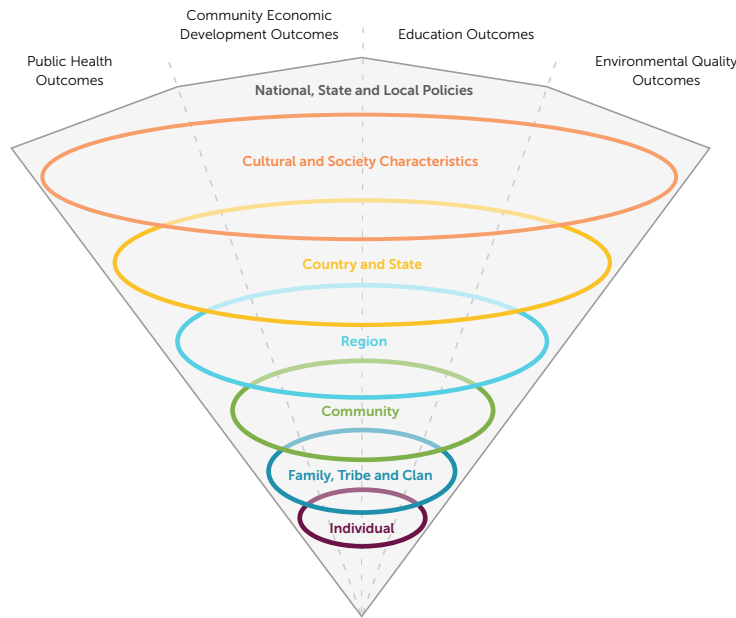 Community Economic
Development Outcomes
Education Outcomes
Public Health
Outcomes
Environmental Quality
Outcomes
National, State and Local Policies
Cultural and Society Characteristics
Country and State
Region
Community
Family, Tribe and Clan
Individual